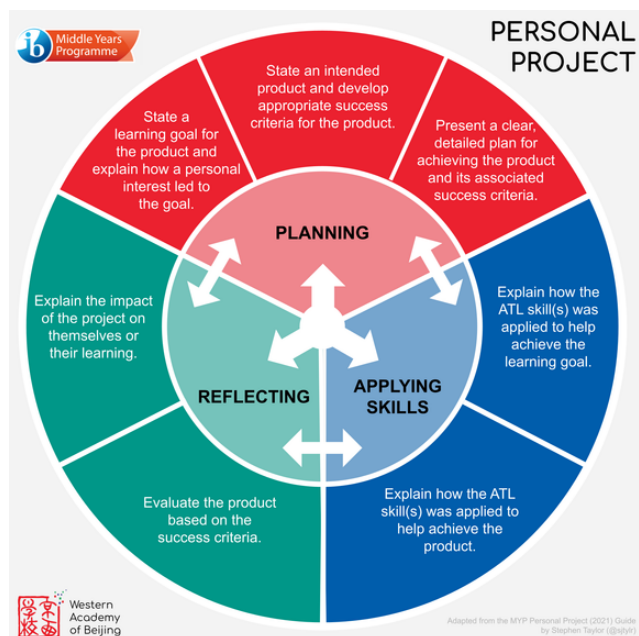 ib
Middle Years
Programme
PERSONAL
PROJECT
State a
learning goal for
the product and
explain how a personal
interest led to
the goal.
State an intended
product and develop
appropriate success
criteria for the product.
Present a clear,
detailed plan for
achieving the product
and its associated
success criteria.
PLANNING
Explain the impact
of the project on
themselves or
their learning.
Explain how the
ATL skill(s) was
applied to help
achieve the
learning goal.
REFLECTING
APPLYING
SKILLS
Evaluate the product
based on the
success criteria.
Explain how the ATL
skill(s) was applied to
help achieve the
product.
Western
Academy
of Beijing
Adapted from the MYP Personal Project (2021) Guide
by Stephen Taylor (@sjtylr)